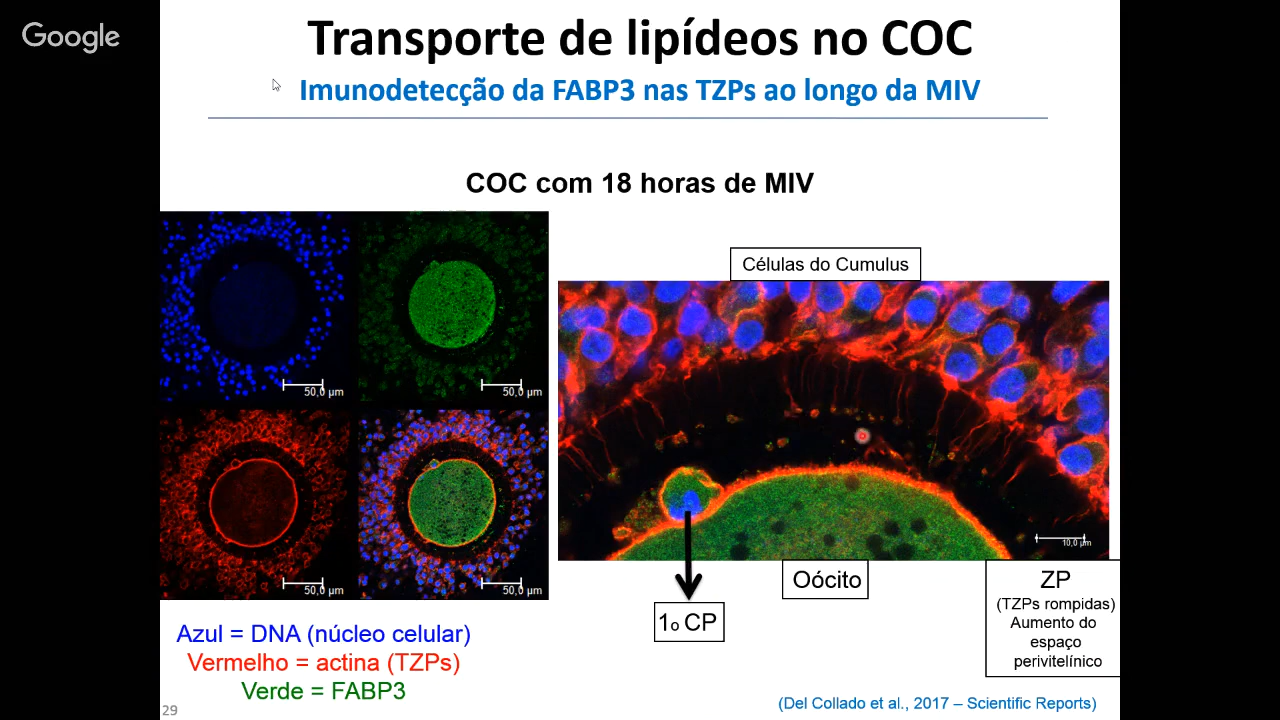 Google
Transporte de lipídeos no COC
Imunodetecção da FABP3 nas TZPs ao longo da MIV
COC com 18 horas de MIV
Células do Cumulus
50,0 µm
50,0 µm
50,0 µm
50,0 µm
10,0 µm
Oócito
1o CP
ZP
(TZPs rompidas)
Aumento do
espaço
perivitelínico
Azul = DNA (núcleo celular)
Vermelho = actina (TZPs)
Verde = FABP3
(Del Collado et al., 2017 – Scientific Reports)
29